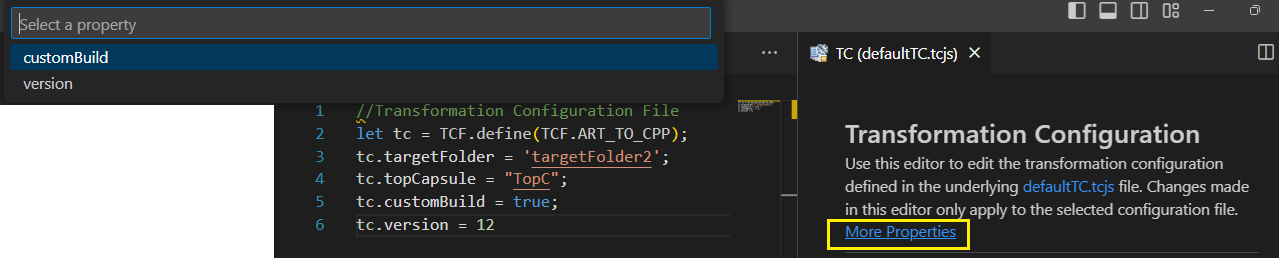 Select a property
customBuild
version
1 //Transformation Configuration File
2 let tc = TCF.define(TCF.ART_TO_CPP);
3 tc.targetFolder = 'targetFolder2';
4 tc.topCapsule = "TopC";
5 tc.customBuild = true;
6 tc.version = 12
TC (defaultTC.tcjs)
Transformation Configuration
Use this editor to edit the transformation configuration
defined in the underlying defaultTC.tcjs file. Changes made
in this editor only apply to the selected configuration file.
More Properties